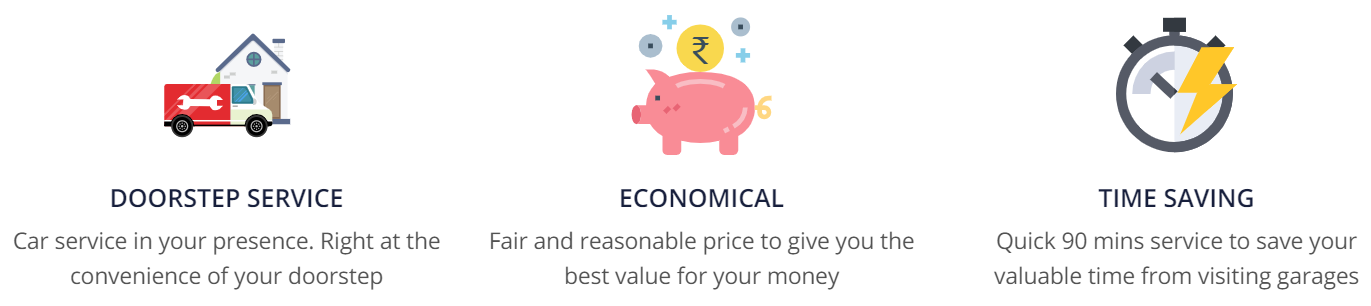 ₹
DOORSTEP SERVICE
Car service in your presence. Right at the
convenience of your doorstep
ECONOMICAL
Fair and reasonable price to give you the
best value for your money
TIME SAVING
Quick 90 mins service to save your
valuable time from visiting garages